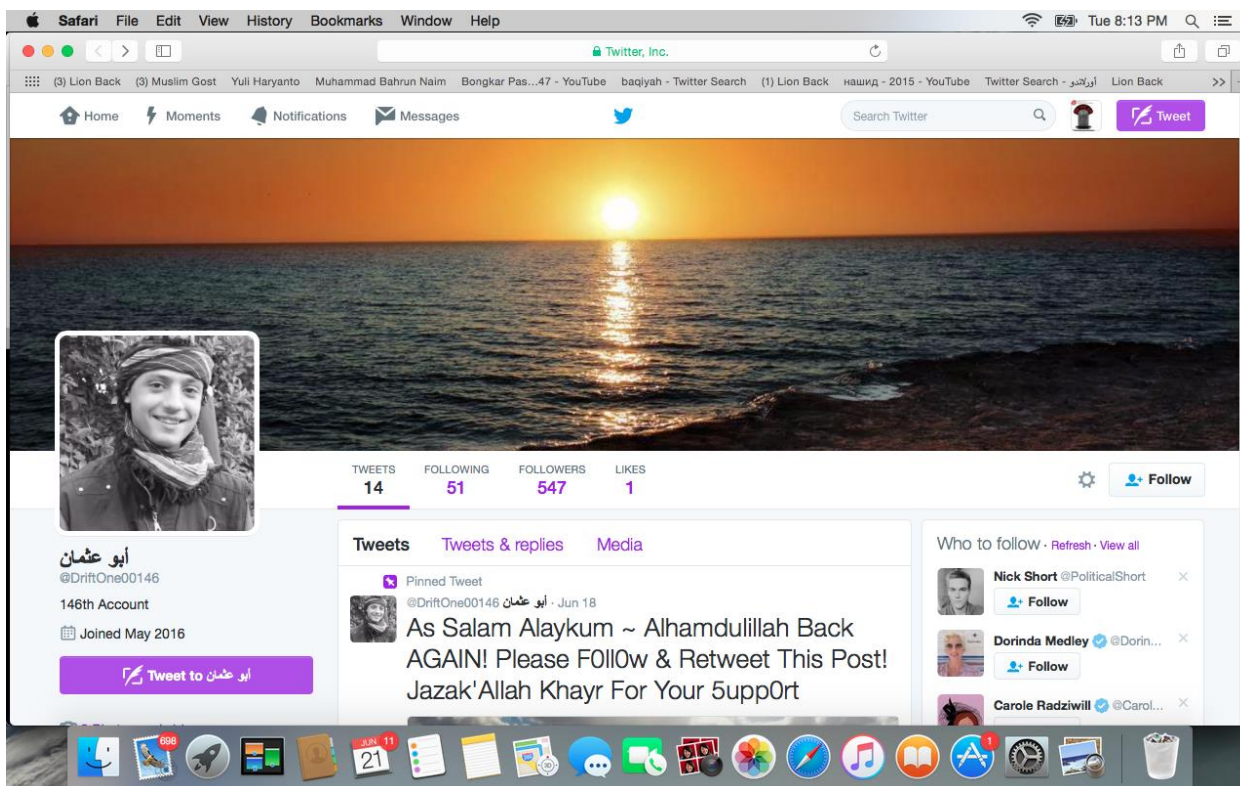 Safari File Edit View History Bookmarks Window Help Tue 8:13 PM
Twitter, Inc.
(3) Lion Back (3) Muslim Gost Yuli Haryanto Muhammad Bahrun Naim Bongkar Pas...47 - YouTube baqiyah - Twitter Search (1) Lion Back нашид - 2015 - YouTube Twitter Search - أورلاندو Lion Back >>
Home Moments Notifications Messages Search Twitter Tweet
TWEETS FOLLOWING FOLLOWERS LIKES
14 51 547 1
Follow
أبو عثمان
@DriftOne00146
146th Account
Joined May 2016
Tweet to أبو عثمان
Tweets Tweets & replies Media
Pinned Tweet
@DriftOne00146 أبو عثمان · Jun 18
As Salam Alaykum ~ Alhamdulillah Back
AGAIN! Please F0ll0w & Retweet This Post!
Jazak'Allah Khayr For Your 5upp0rt
Who to follow · Refresh · View all
Nick Short @PoliticalShort
Follow
Dorinda Medley @Dorin...
Follow
Carole Radziwill @Carol...
698
JUN 11
21
1